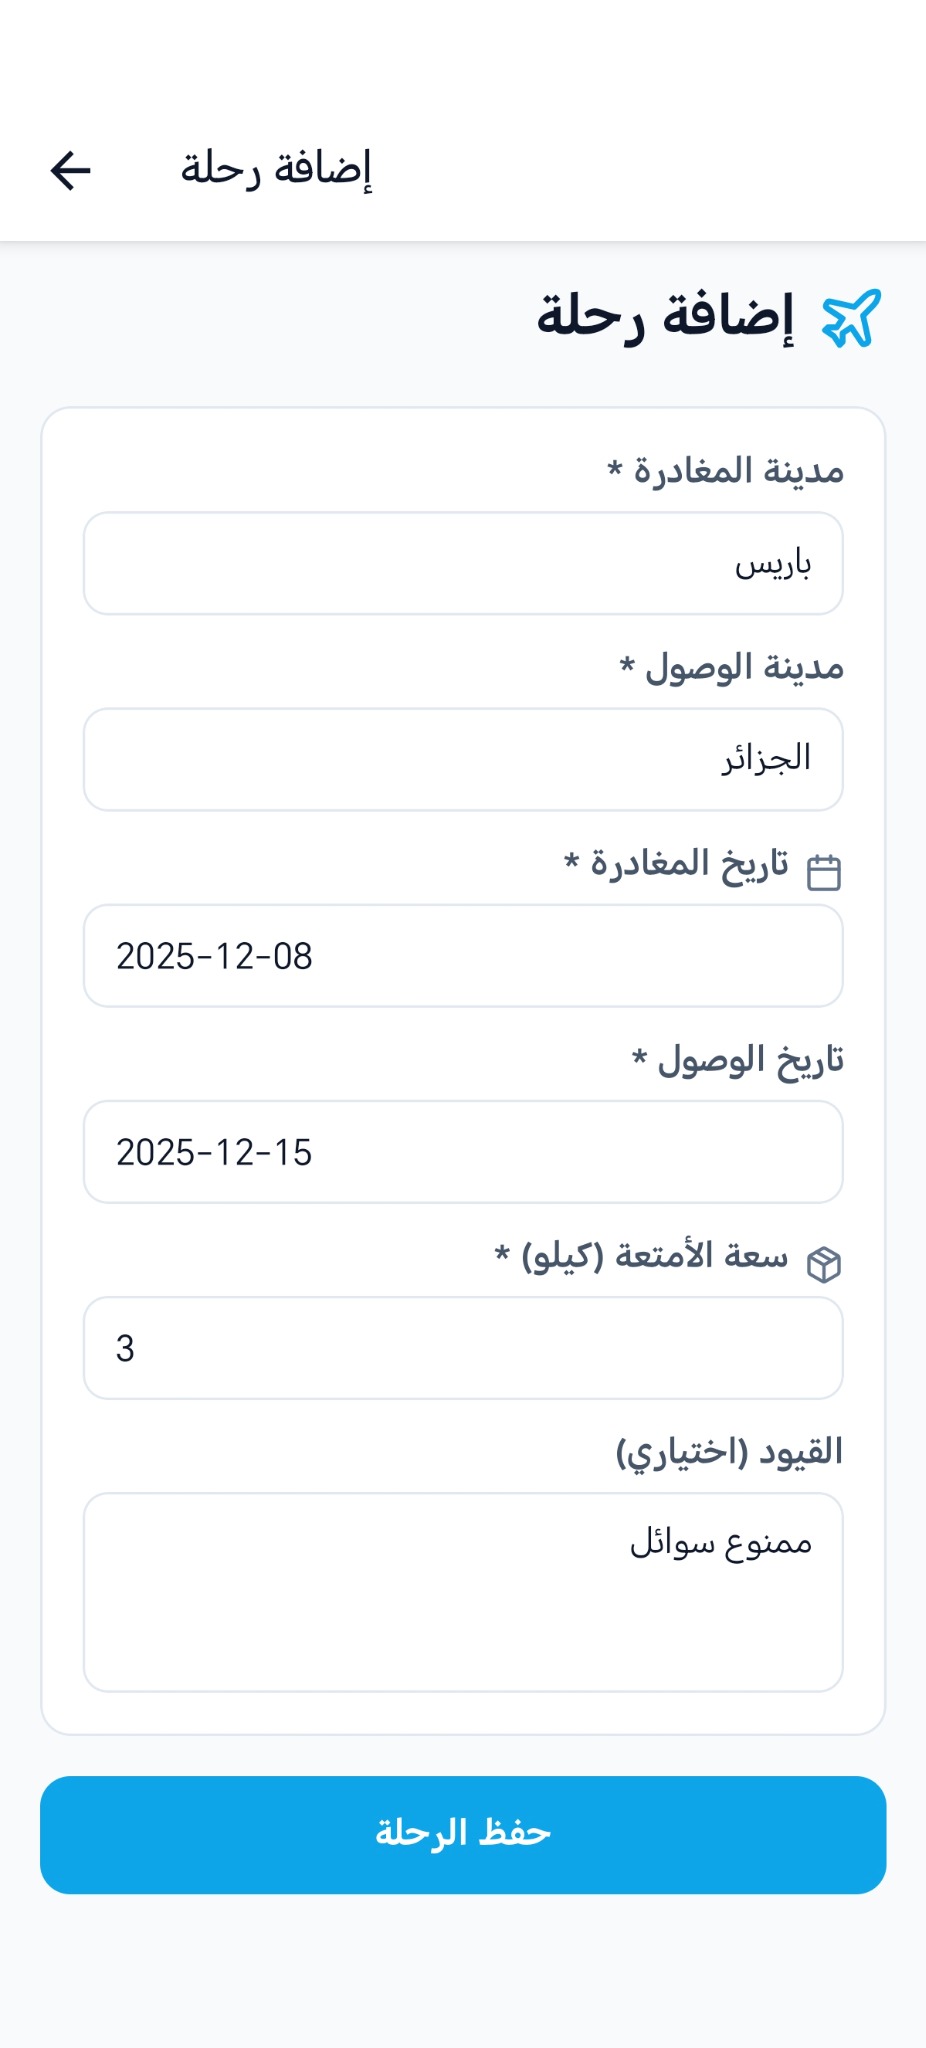 إضافة رحلة
إضافة رحلة
مدينة المغادرة *
باريس
مدينة الوصول *
الجزائر
تاريخ المغادرة *
2025-12-08
تاريخ الوصول *
2025-12-15
سعة الأمتعة (كيلو) *
3
القيود (اختياري)
ممنوع سوائل
حفظ الرحلة